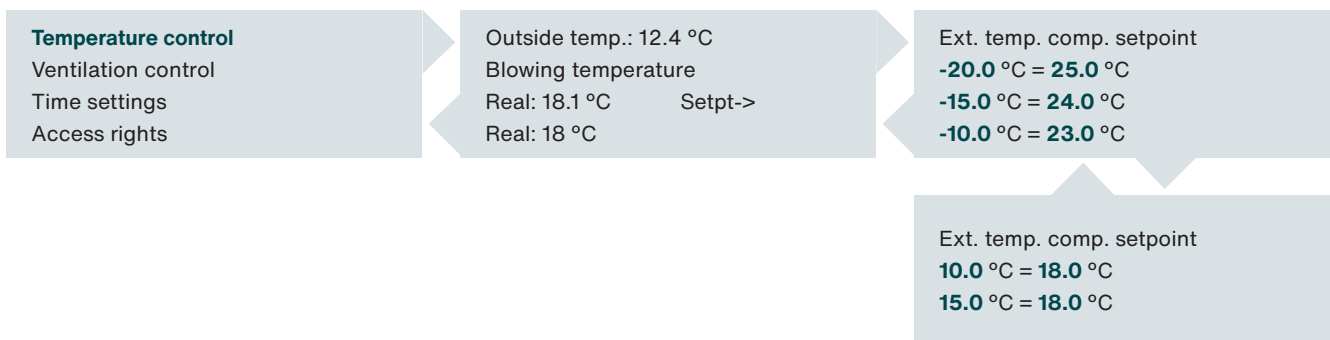 Temperature control
Ventilation control
Time settings
Access rights
Outside temp.: 12.4 °C
Blowing temperature
Real: 18.1 °C Setpt->
Real: 18 °C
Ext. temp. comp. setpoint
-20.0 °C = 25.0 °C
-15.0 °C = 24.0 °C
-10.0 °C = 23.0 °C
Ext. temp. comp. setpoint
10.0 °C = 18.0 °C
15.0 °C = 18.0 °C